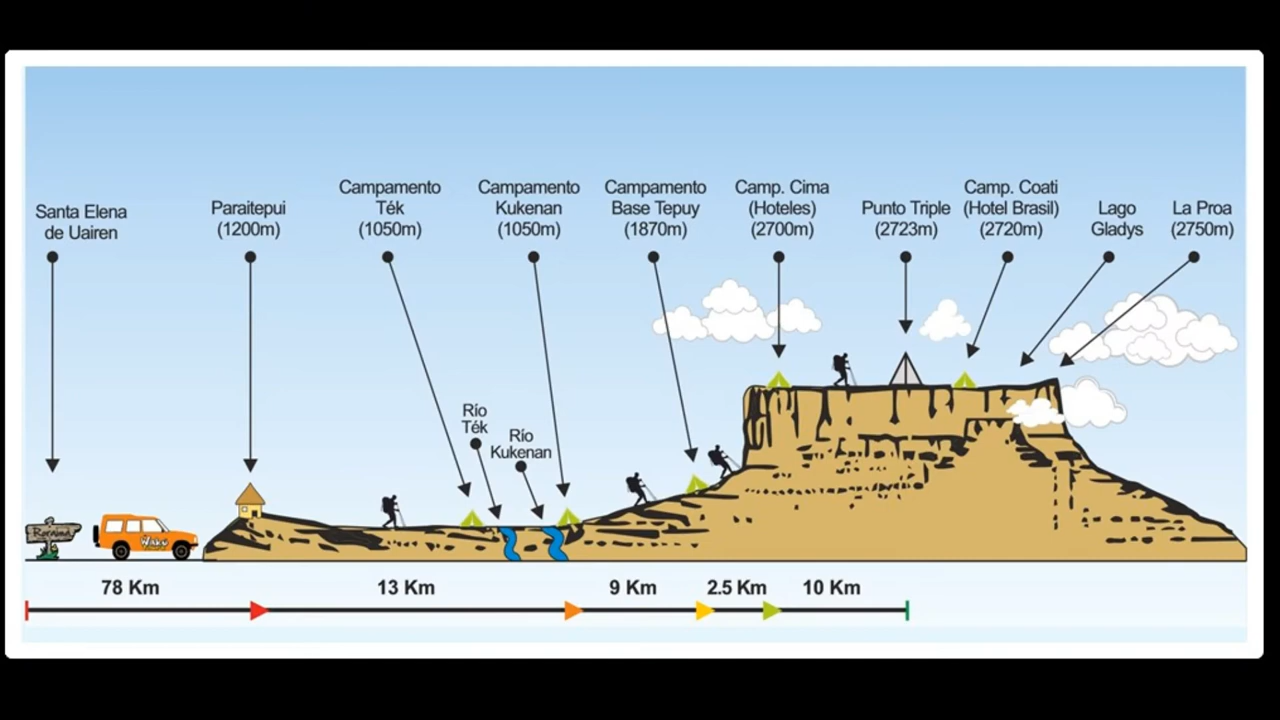 Santa Elena
de Uairen
Paraitepui
(1200m)
Campamento
Ték
(1050m)
Campamento
Kukenan
(1050m)
Campamento
Base Tepuy
(1870m)
Camp. Cima
(Hoteles)
(2700m)
Punto Triple
(2723m)
Camp. Coati
(Hotel Brasil)
(2720m)
Lago
Gladys
La Proa
(2750m)
Río
Ték
Río
Kukenan
Roraima
78 Km
13 Km
9 Km
2.5 Km
10 Km